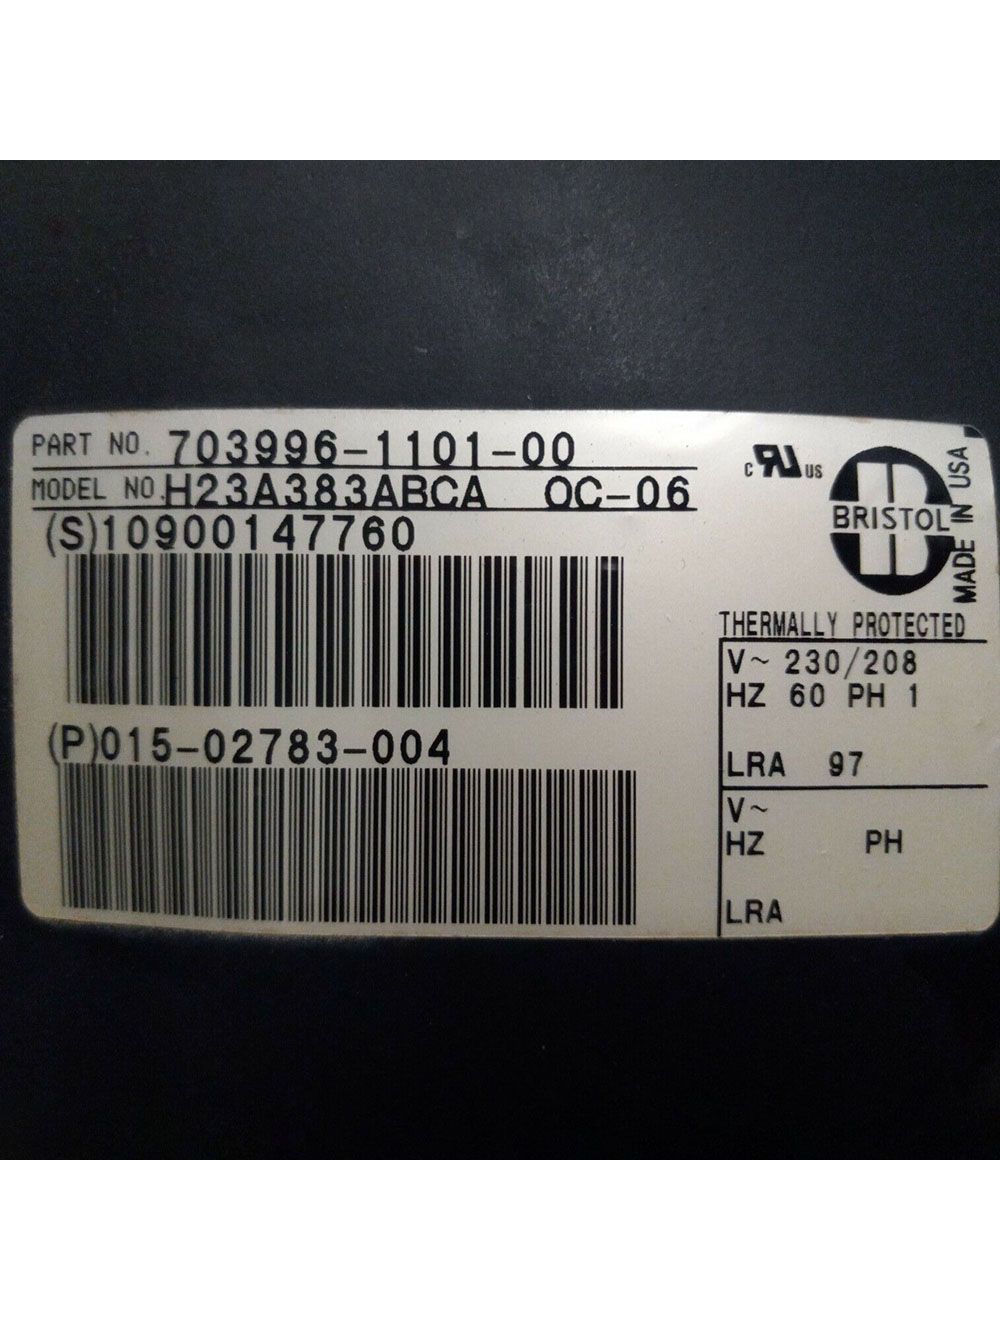 PART NO. 703996-1101-00
MODEL NO. H23A383ABCA OC-06
(S)10900147760
(P)015-02783-004
c RU US
BRISTOL
MADE IN USA
THERMALLY PROTECTED
V~ 230/208
HZ 60 PH 1
LRA 97
V~
HZ PH
LRA